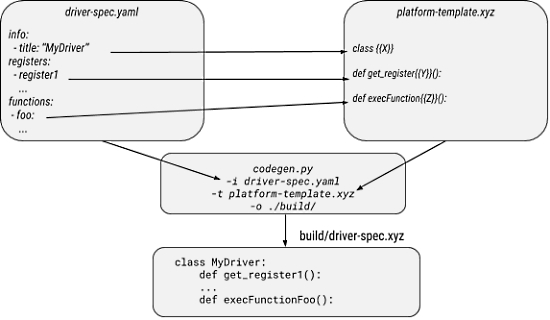 driver-spec.yaml
info:
- title: "MyDriver"
registers:
- register1
...
functions:
- foo:
...
platform-template.xyz
class {{X}}
def get_register{{Y}}():
def execFunction{{Z}}():
codegen.py
-i driver-spec.yaml
-t platform-template.xyz
-o ./build/
build/driver-spec.xyz
class MyDriver:
def get_register1():
...
def execFunctionFoo():